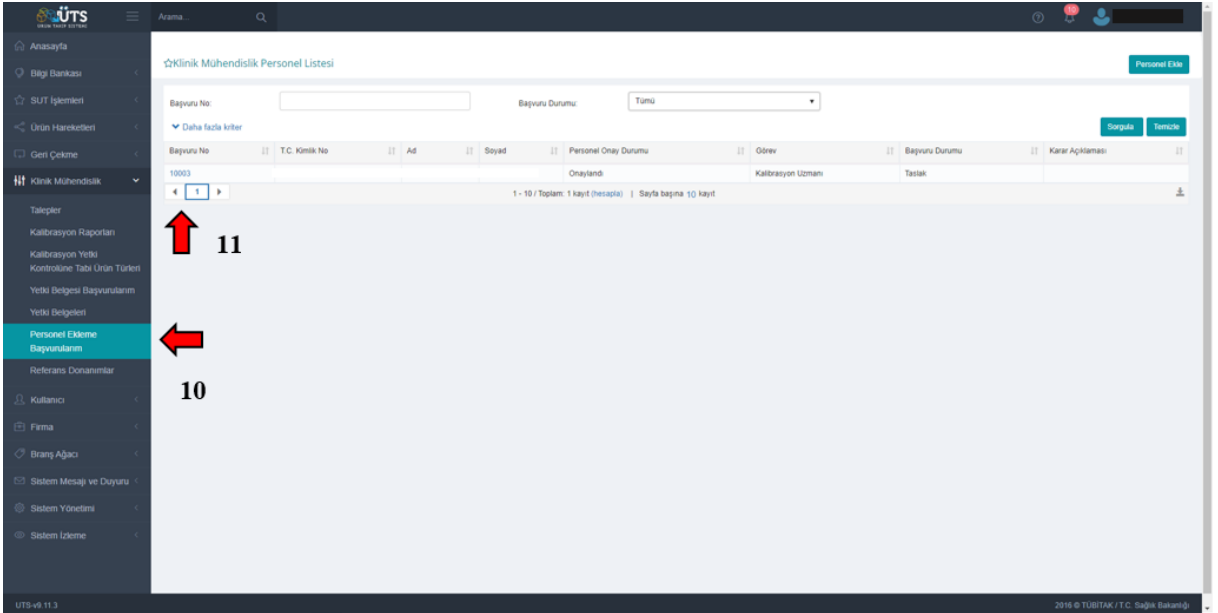 ÜTS
ÜRÜN TAKİP SİSTEMİ
Arama...
10
Anasayfa
Bilgi Bankası
SUT İşlemleri
Ürün Hareketleri
Geri Çekme
Klinik Mühendislik
Talepler
Kalibrasyon Raporları
Kalibrasyon Yetki
Kontrolüne Tabi Ürün Türleri
Yetki Belgesi Başvurularım
Yetki Belgeleri
Personel Ekleme
Başvurularım
Referans Donanımlar
Kullanıcı
Firma
Branş Ağacı
Sistem Mesajı ve Duyuru
Sistem Yönetimi
Sistem İzleme
Klinik Mühendislik Personel Listesi
Personel Ekle
Başvuru No:
Başvuru Durumu:
Tümü
Daha fazla kriter
Sorgula
Temizle
Başvuru No
T.C. Kimlik No
Ad
Soyad
Personel Onay Durumu
Görev
Başvuru Durumu
Karar Açıklaması
10003
Onaylandı
Kalibrasyon Uzmanı
Taslak
1
1 - 10 / Toplam: 1 kayıt (hesapla) | Sayfa başına 10 kayıt
11
10
UTS-v9.11.3
2016 © TÜBİTAK / T.C. Sağlık Bakanlığı